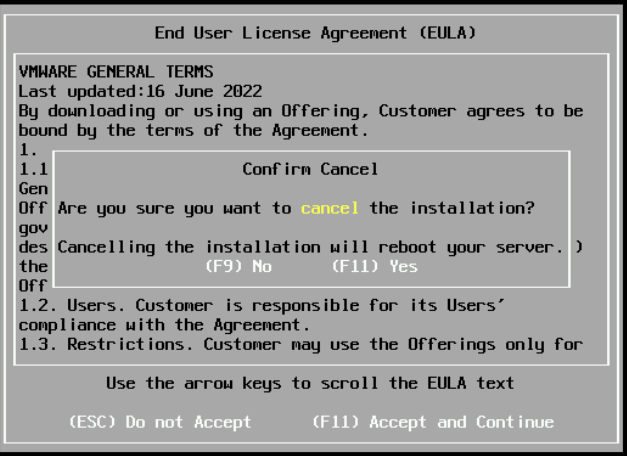 End User License Agreement (EULA)
VMWARE GENERAL TERMS
Last updated:16 June 2022
By downloading or using an Offering, Customer agrees to be
bound by the terms of the Agreement.
1.
1.1
Gen
Off
gov
des
the
Off
Confirm Cancel
Are you sure you want to cancel the installation?
Cancelling the installation will reboot your server.
(F9) No (F11) Yes
)
1.2. Users. Customer is responsible for its Users'
compliance with the Agreement.
1.3. Restrictions. Customer may use the Offerings only for
Use the arrow keys to scroll the EULA text
(ESC) Do not Accept (F11) Accept and Continue